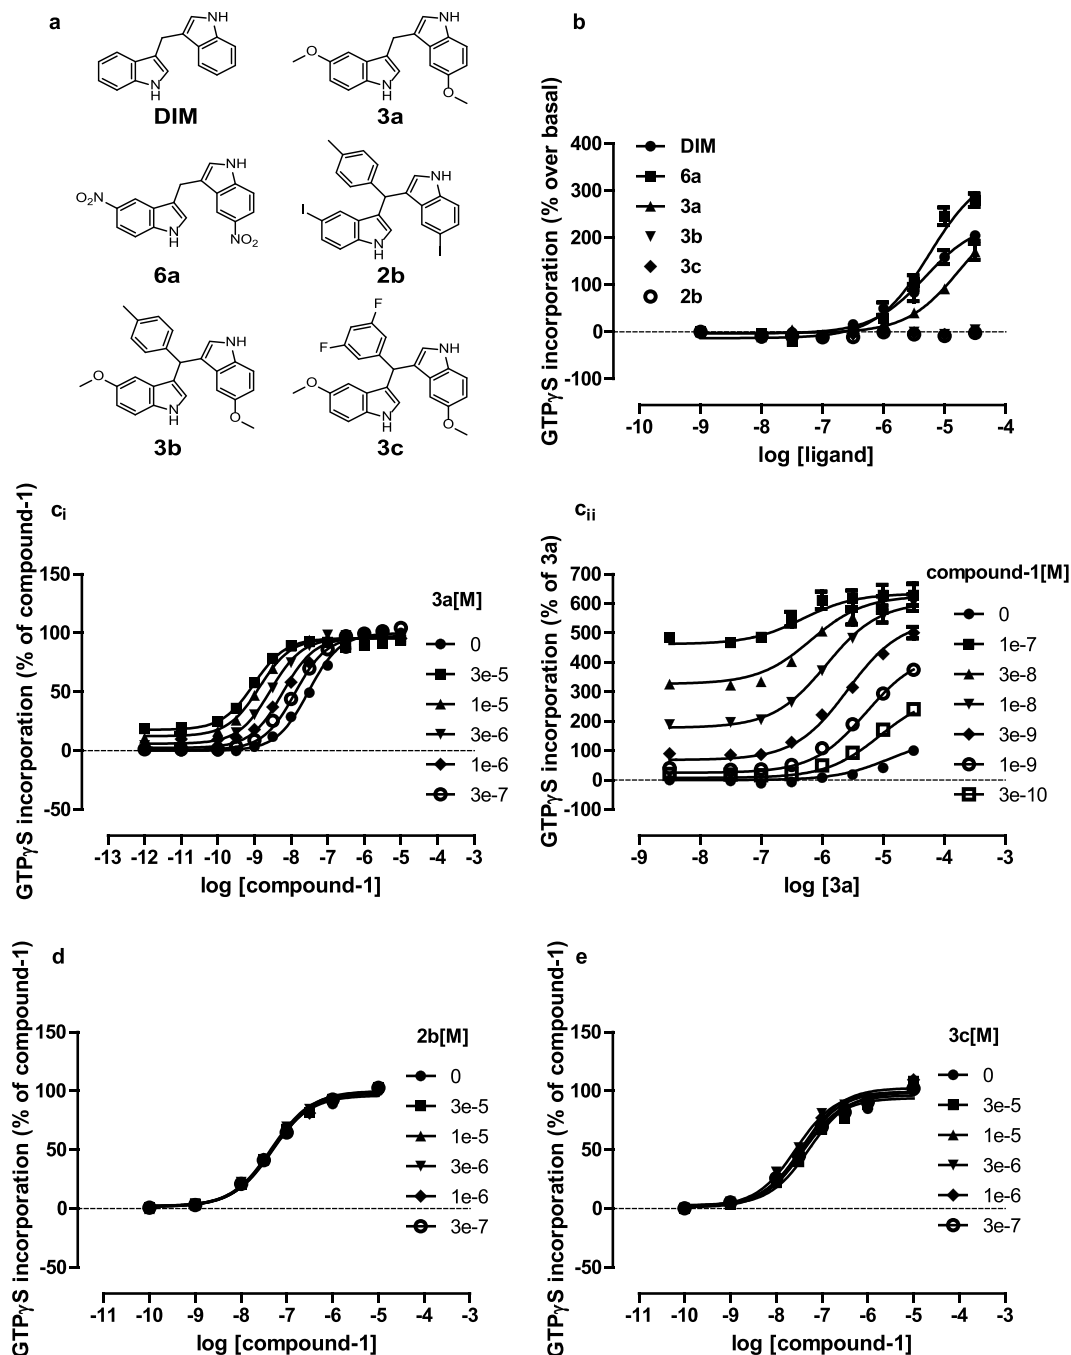 a
NH
N
H
DIM
O
NH
N
H
O
3a
O2N
NH
N
H
NO2
6a
I
NH
N
H
I
2b
O
NH
N
H
O
3b
F
F
O
NH
N
H
O
3c
b
GTPγS incorporation (% over basal)
400
300
200
100
0
-100
DIM
6a
3a
3b
3c
2b
-10 -9 -8 -7 -6 -5 -4
log [ligand]
ci
GTPγS incorporation (% of compound-1)
150
100
50
0
-50
3a[M]
0
3e-5
1e-5
3e-6
1e-6
3e-7
-13 -12 -11 -10 -9 -8 -7 -6 -5 -4 -3
log [compound-1]
cii
GTPγS incorporation (% of 3a)
700
600
500
400
300
200
100
0
-100
compound-1[M]
0
1e-7
3e-8
1e-8
3e-9
1e-9
3e-10
-9 -8 -7 -6 -5 -4 -3
log [3a]
d
GTPγS incorporation (% of compound-1)
150
100
50
0
-50
2b[M]
0
3e-5
1e-5
3e-6
1e-6
3e-7
-11 -10 -9 -8 -7 -6 -5 -4 -3
log [compound-1]
e
GTPγS incorporation (% of compound-1)
150
100
50
0
-50
3c[M]
0
3e-5
1e-5
3e-6
1e-6
3e-7
-11 -10 -9 -8 -7 -6 -5 -4 -3
log [compound-1]